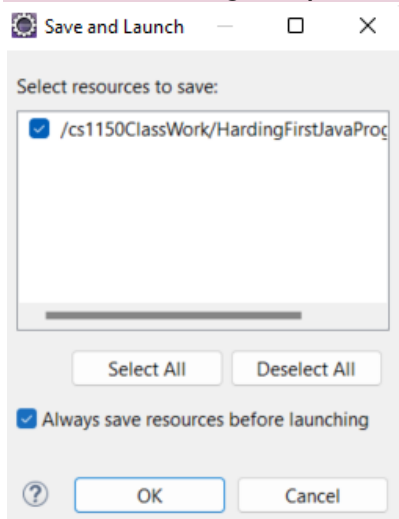 Save and Launch
Select resources to save:
/cs1150ClassWork/HardingFirstJavaProg
Select All
Deselect All
Always save resources before launching
?
OK
Cancel